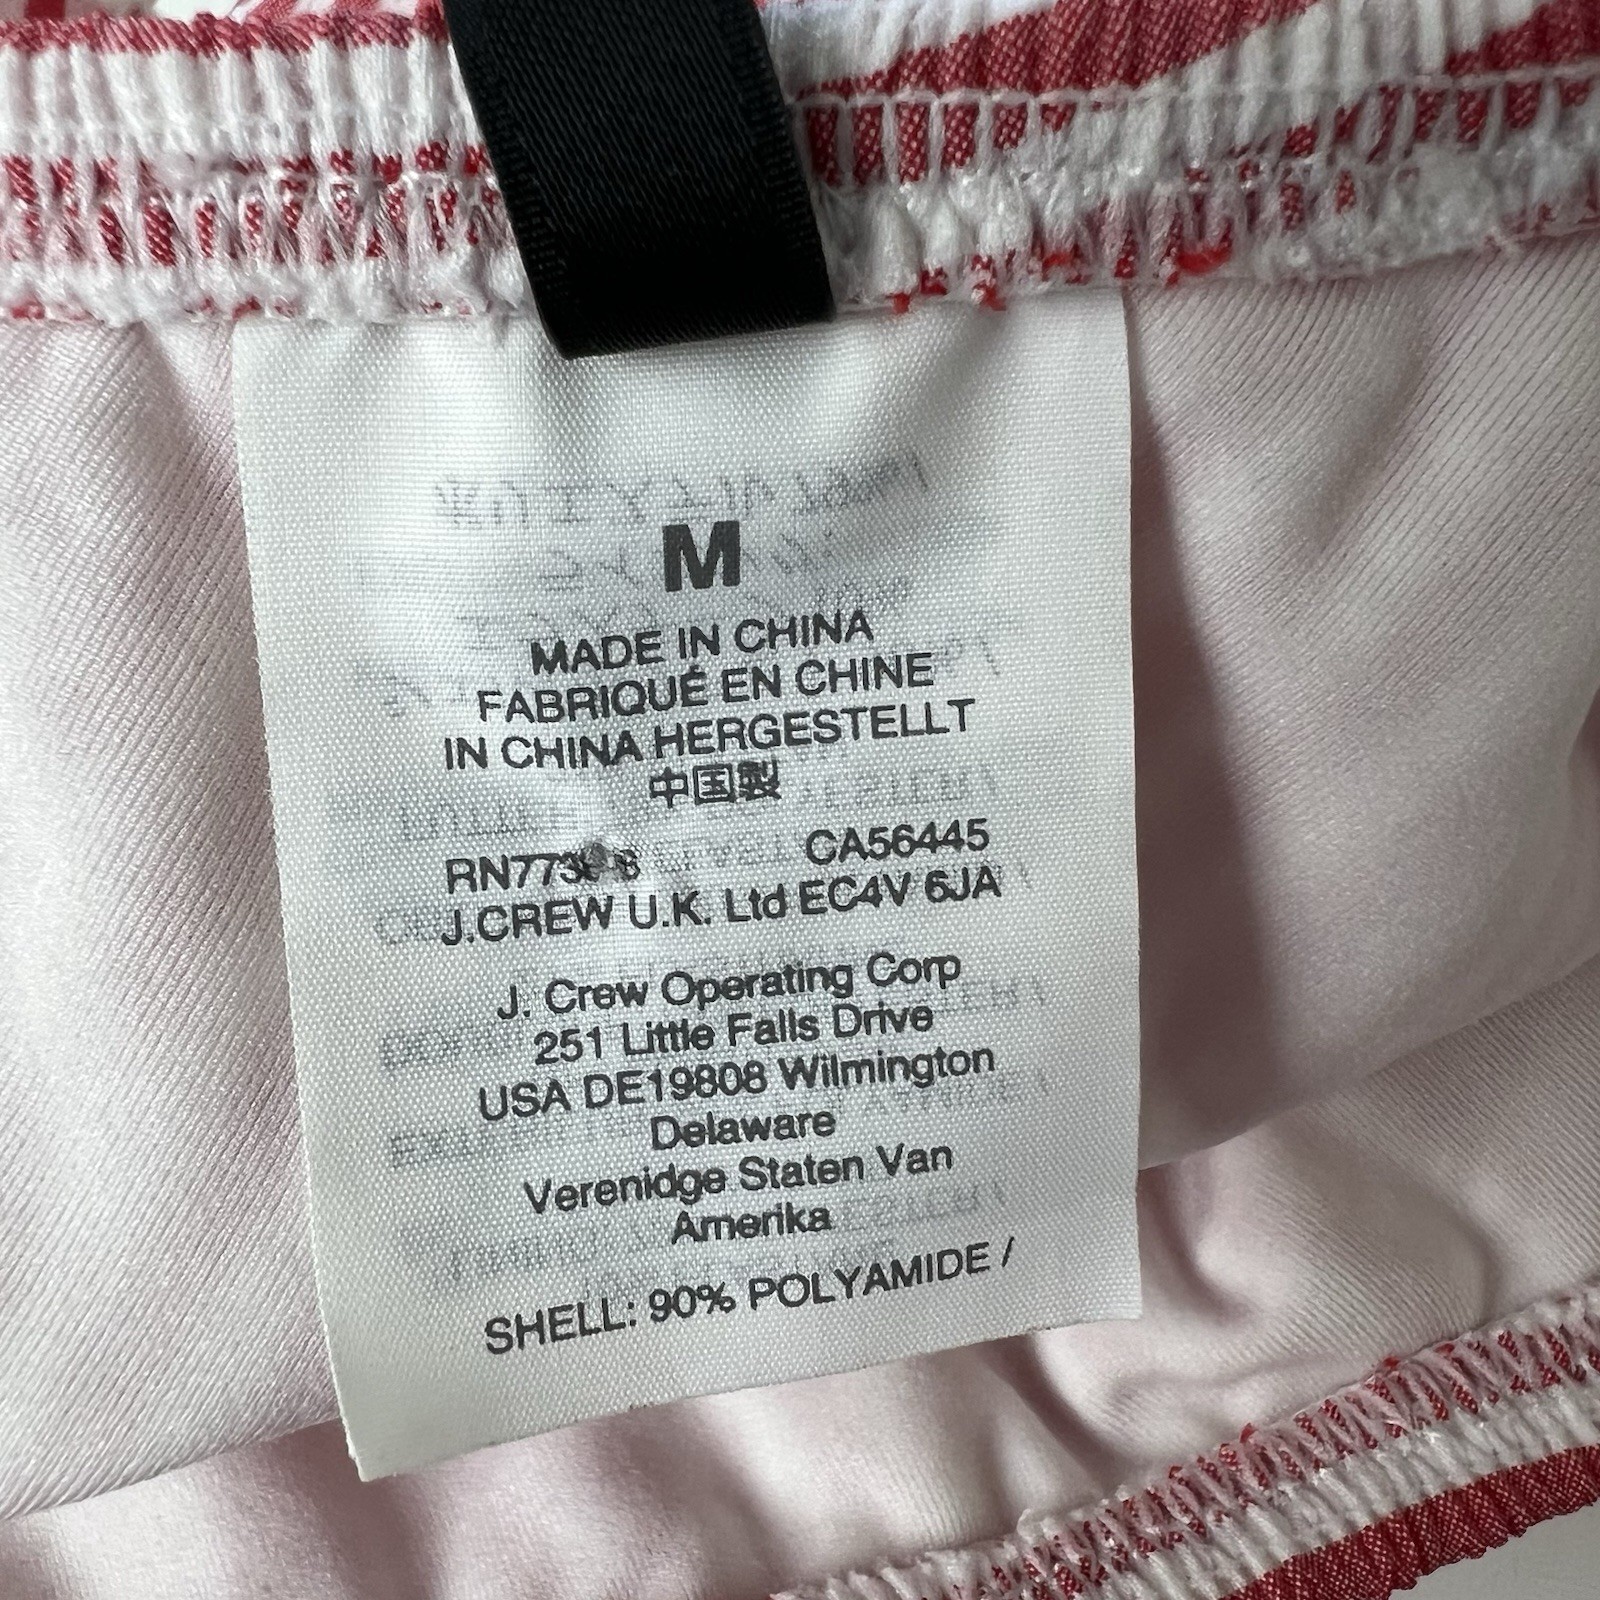 M
MADE IN CHINA
FABRIQUÉ EN CHINE
IN CHINA HERGESTELLT
中国製
CA56445
J.CREW U.K. Ltd EC4V 6JA
J. Crew Operating Corp
251 Little Falls Drive
USA DE19808 Wilmington
Delaware
Verenidge Staten Van
Amerika
SHELL: 90% POLYAMIDE /